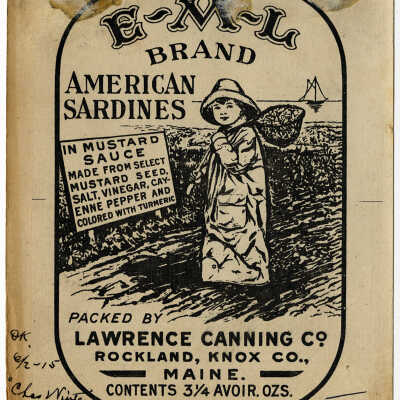 E-M-L
BRAND
AMERICAN
SARDINES
IN MUSTARD
SAUCE
MADE FROM SELECT
MUSTARD SEED,
SALT, VINEGAR, CAY-
ENNE PEPPER AND
COLORED WITH TURMERIC
PACKED BY
LAWRENCE CANNING Co.
ROCKLAND, KNOX CO.,
MAINE.
CONTENTS 3¼ AVOIR. OZS.
OK
6/2-15
"Chas